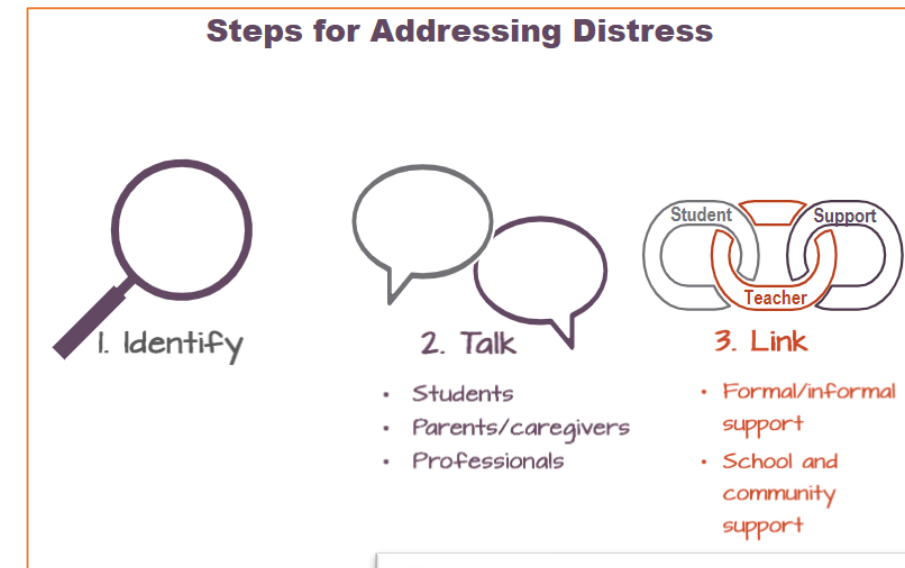 Steps for Addressing Distress
Student
Support
Teacher
1. Identify
2. Talk
• Students
• Parents/caregivers
• Professionals
3. Link
• Formal/informal
support
• School and
community
support